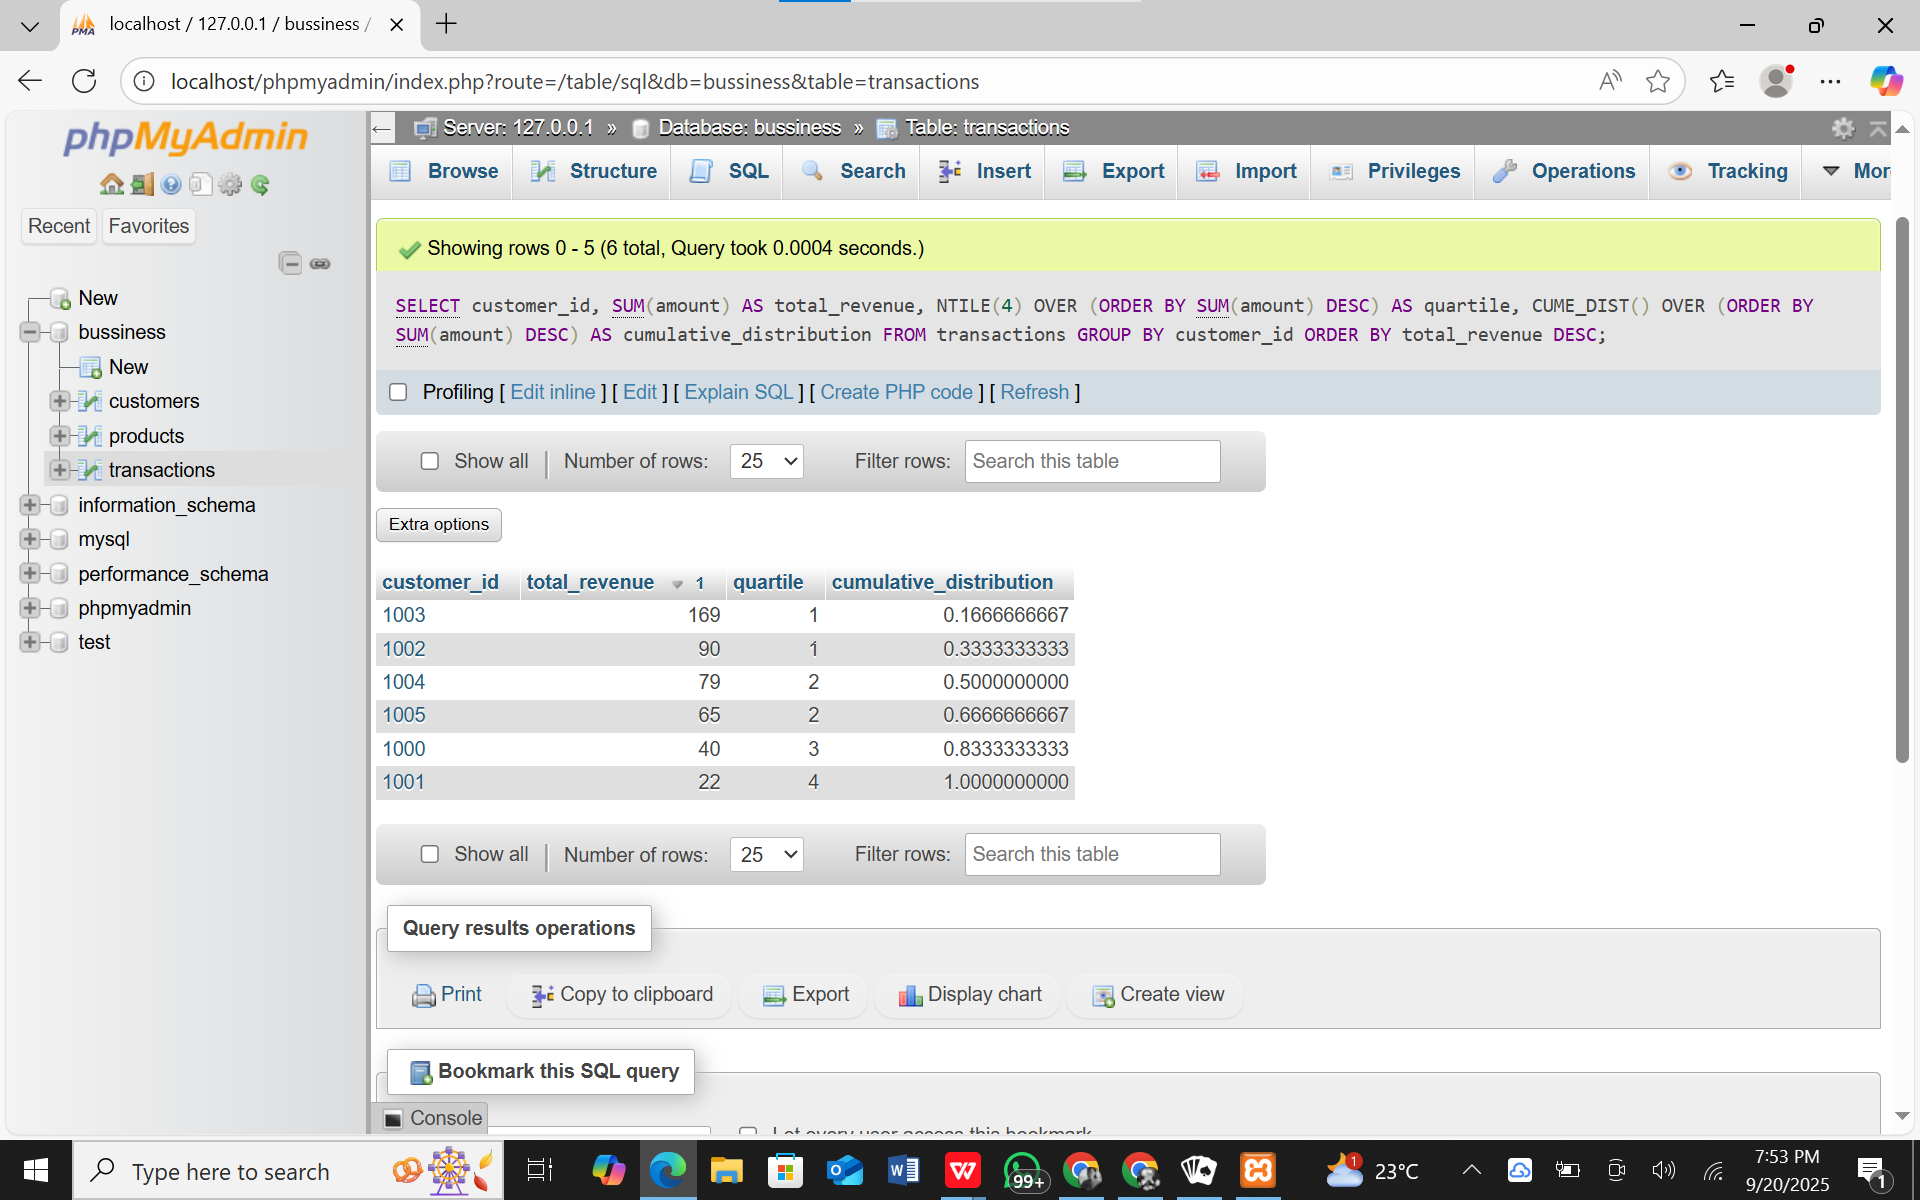 localhost / 127.0.0.1 / bussiness /
localhost/phpmyadmin/index.php?route=/table/sql&db=bussiness&table=transactions
phpMyAdmin
Recent
Favorites
New
bussiness
New
customers
products
transactions
information_schema
mysql
performance_schema
phpmyadmin
test
Server: 127.0.0.1 » Database: bussiness » Table: transactions
Browse Structure SQL Search Insert Export Import Privileges Operations Tracking Mor
Showing rows 0 - 5 (6 total, Query took 0.0004 seconds.)
SELECT customer_id, SUM(amount) AS total_revenue, NTILE(4) OVER (ORDER BY SUM(amount) DESC) AS quartile, CUME_DIST() OVER (ORDER BY
SUM(amount) DESC) AS cumulative_distribution FROM transactions GROUP BY customer_id ORDER BY total_revenue DESC;
Profiling [ Edit inline ] [ Edit ] [ Explain SQL ] [ Create PHP code ] [ Refresh ]
Show all | Number of rows: 25 Filter rows: Search this table
Extra options
customer_id total_revenue 1 quartile cumulative_distribution
1003 169 1 0.1666666667
1002 90 1 0.3333333333
1004 79 2 0.5000000000
1005 65 2 0.6666666667
1000 40 3 0.8333333333
1001 22 4 1.0000000000
Show all | Number of rows: 25 Filter rows: Search this table
Query results operations
Print Copy to clipboard Export Display chart Create view
Bookmark this SQL query
Console
Let every user access this bookmark
Type here to search
99+
1
23°C
7:53 PM
9/20/2025
1